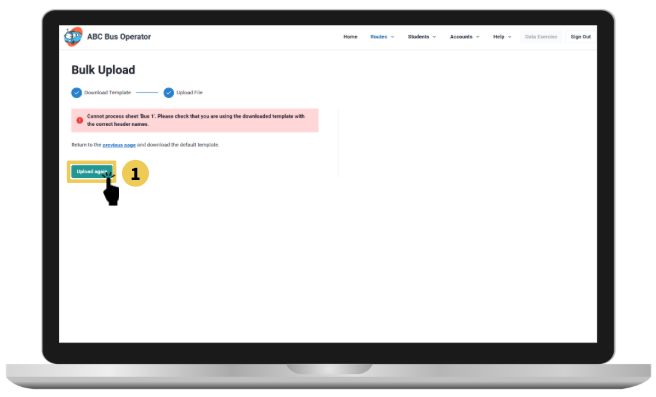 ABC Bus Operator
Home Routes Students Accounts Help Data Exercise Sign Out
Bulk Upload
Download Template Upload File
Cannot process sheet 'Bus 1'. Please check that you are using the downloaded template with
the correct header names.
Return to the previous page and download the default template.
Upload again
1